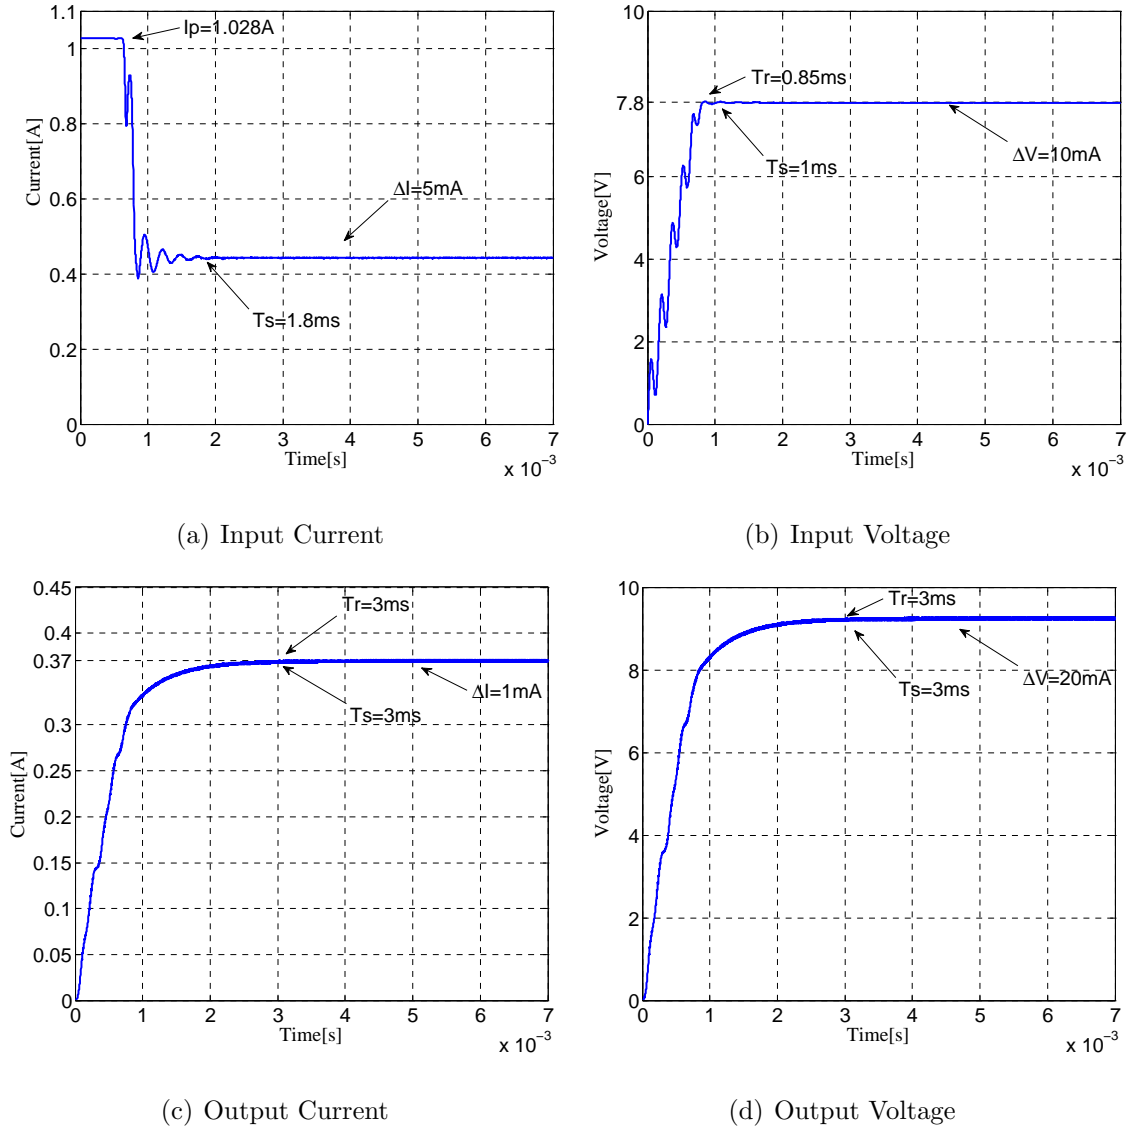 1.1
1
0.8
0.6
0.4
0.2
0
Current[A]
Ip=1.028A
ΔI=5mA
Ts=1.8ms
0 1 2 3 4 5 6 7
Time[s]
x 10⁻³
(a) Input Current
10
7.8
6
4
2
0
Voltage[V]
Tr=0.85ms
Ts=1ms
ΔV=10mA
0 1 2 3 4 5 6 7
Time[s]
x 10⁻³
(b) Input Voltage
0.45
0.4
0.37
0.3
0.25
0.2
0.15
0.1
0.05
0
Current[A]
Tr=3ms
ΔI=1mA
Ts=3ms
0 1 2 3 4 5 6 7
Time[s]
x 10⁻³
(c) Output Current
10
8
6
4
2
0
Voltage[V]
Tr=3ms
ΔV=20mA
Ts=3ms
0 1 2 3 4 5 6 7
Time[s]
x 10⁻³
(d) Output Voltage